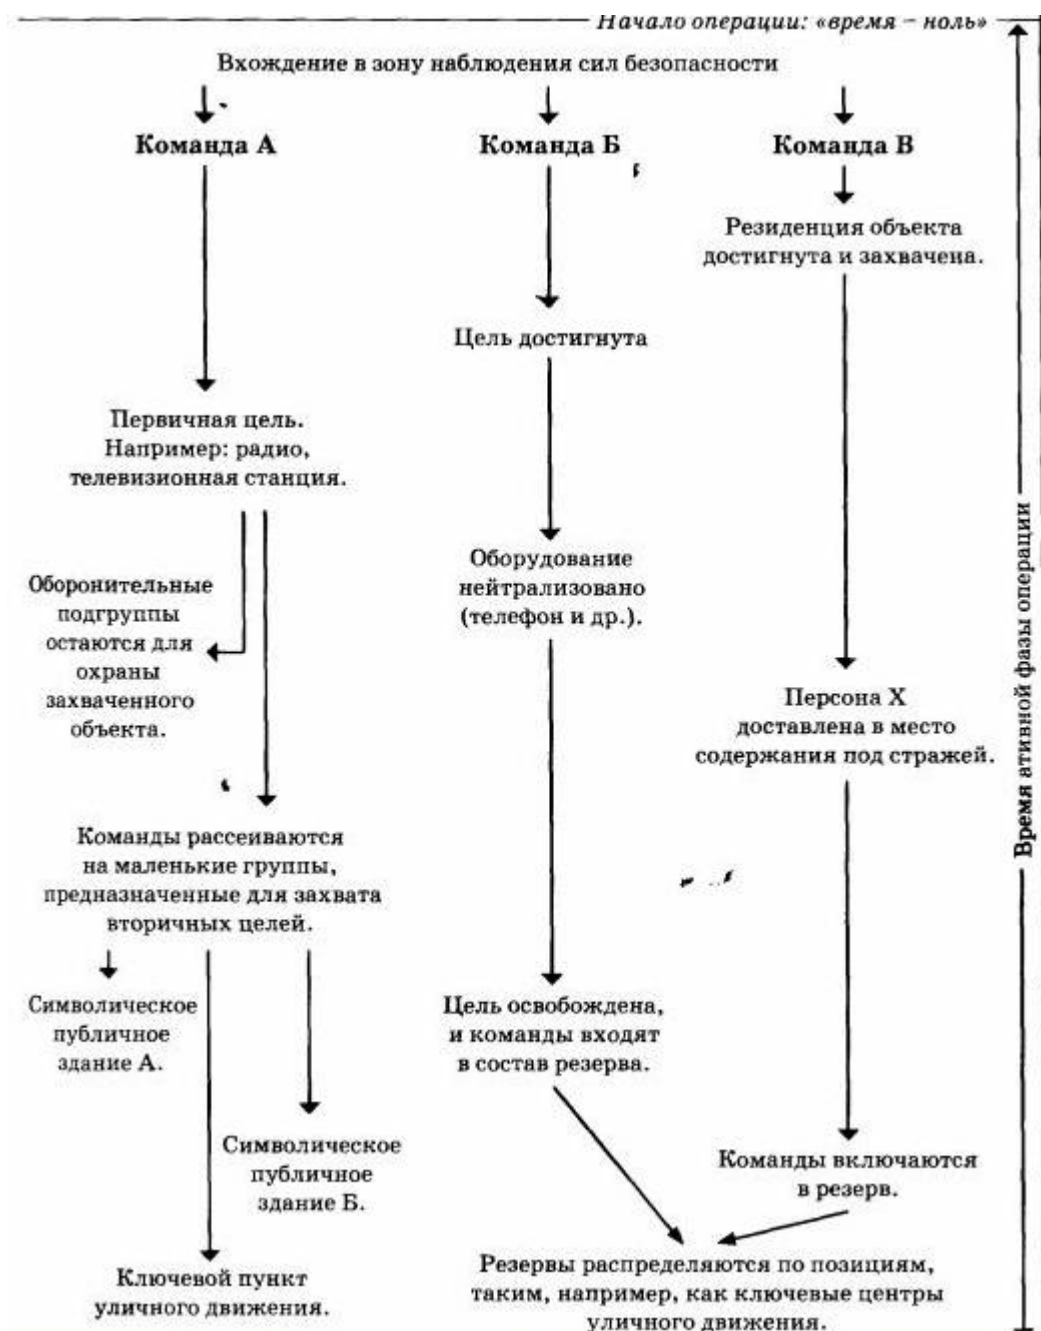 Начало операции: «время – ноль»
Вхождение в зону наблюдения сил безопасности
Команда А
Команда Б
Команда В
Резиденция объекта
достигнута и захвачена.
Цель достигнута
Первичная цель.
Например: радио,
телевизионная станция.
Оборудование
нейтрализовано
(телефон и др.).
Оборонительные
подгруппы
остаются для
охраны
захваченного
объекта.
Персона X
доставлена в место
содержания под стражей.
Команды рассеиваются
на маленькие группы,
предназначенные для захвата
вторичных целей.
Символическое
публичное
здание А.
Цель освобождена,
и команды входят
в состав резерва.
Символическое
публичное
здание Б.
Команды включаются
в резерв.
Ключевой пункт
уличного движения.
Резервы распределяются по позициям,
таким, например, как ключевые центры
уличного движения.
Время ативной фазы операции